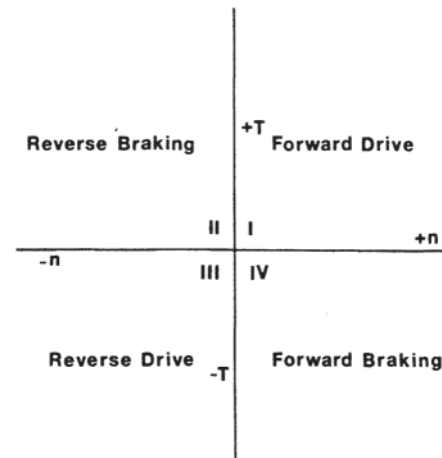 +T
Reverse Braking
Forward Drive
II
I
+n
-n
III
IV
Reverse Drive
-T
Forward Braking